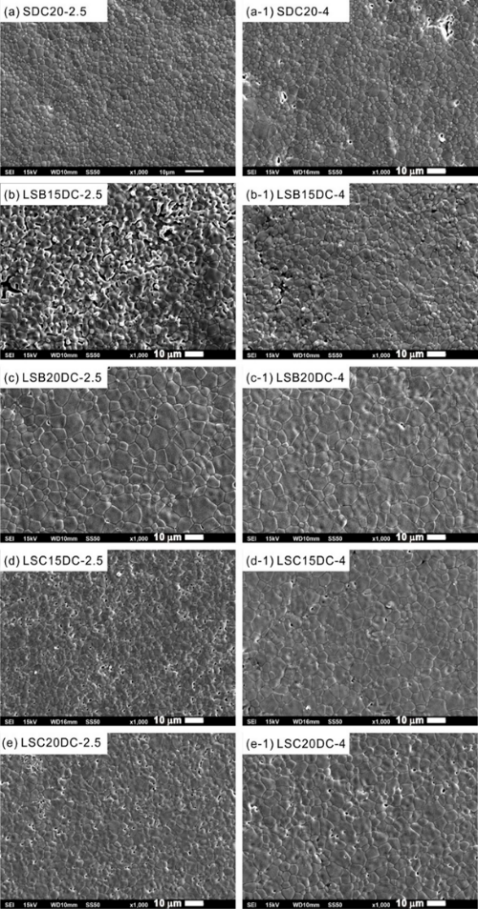 (a) SDC20-2.5
SEI 15kV WD10mm SS50 x1,000 10μm
(a-1) SDC20-4
SEI 15kV WD16mm SS50 x1,000 10 μm
(b) LSB15DC-2.5
SEI 15kV WD10mm SS50 x1,000 10 μm
(b-1) LSB15DC-4
SEI 15kV WD10mm SS50 x1,000 10 μm
(c) LSB20DC-2.5
SEI 15kV WD10mm SS50 x1,000 10 μm
(c-1) LSB20DC-4
SEI 15kV WD10mm SS50 x1,000 10 μm
(d) LSC15DC-2.5
SEI 15kV WD16mm SS50 x1,000 10 μm
(d-1) LSC15DC-4
SEI 15kV WD16mm SS50 x1,000 10 μm
(e) LSC20DC-2.5
SEI 15kV WD10mm SS50 x1,000 10 μm
(e-1) LSC20DC-4
SEI 15kV WD10mm SS50 x1,000 10 μm